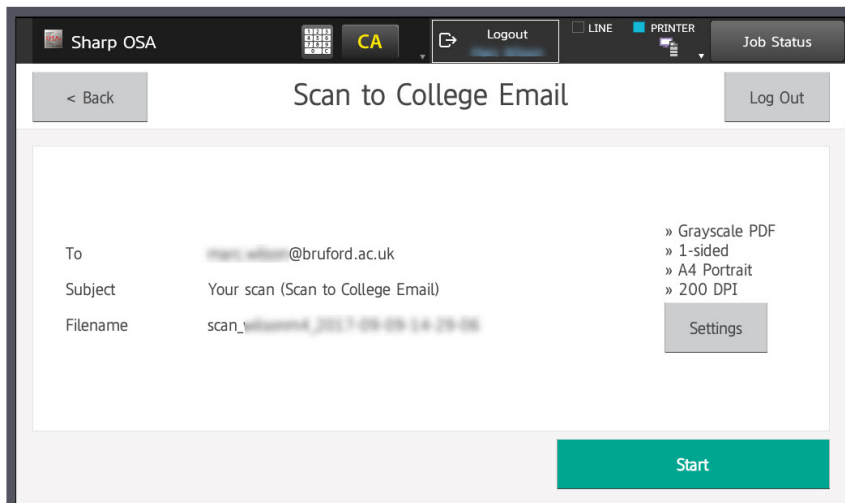 Sharp OSA
CA
Logout
LINE
PRINTER
Job Status
< Back
Scan to College Email
Log Out
To
@bruford.ac.uk
Subject
Your scan (Scan to College Email)
Filename
scan_
» Grayscale PDF
» 1-sided
» A4 Portrait
» 200 DPI
Settings
Start